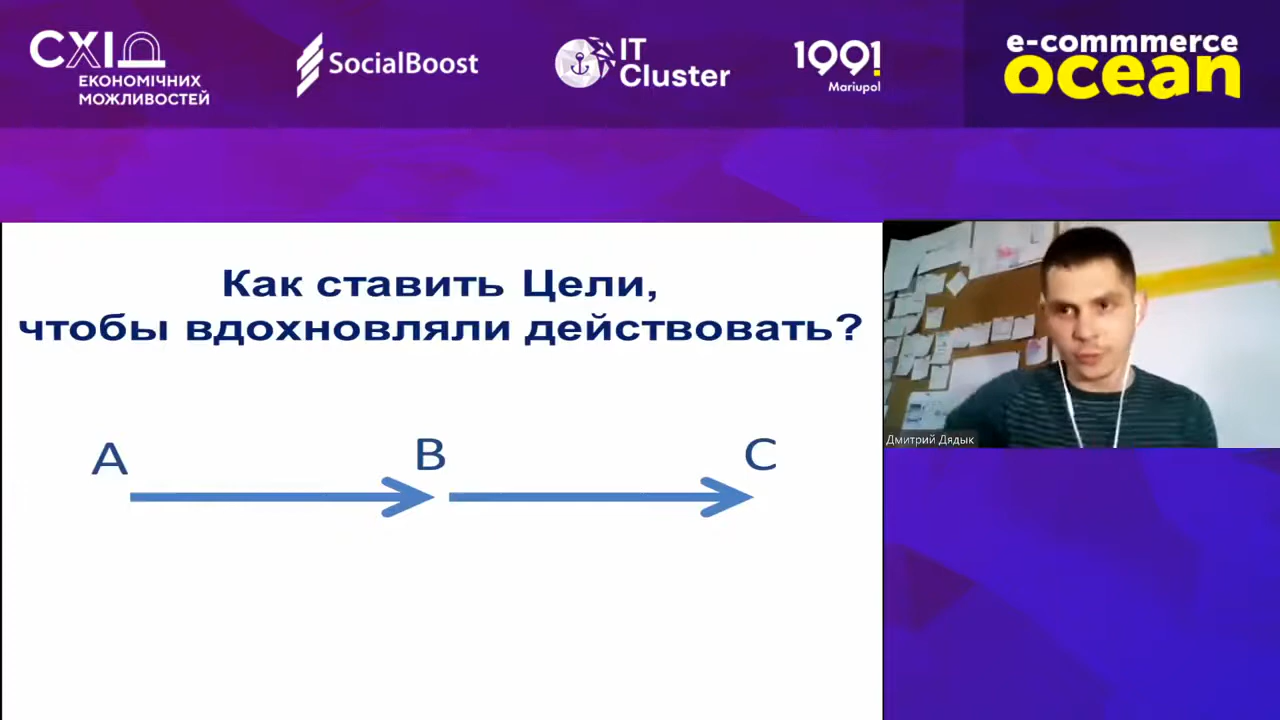 СХІД
ЕКОНОМІЧНИХ
МОЖЛИВОСТЕЙ
SocialBoost
IT
Cluster
1991
Mariupol
e-commmerce
ocean
Как ставить Цели,
чтобы вдохновляли действовать?
A
B
C
Дмитрий Дядык